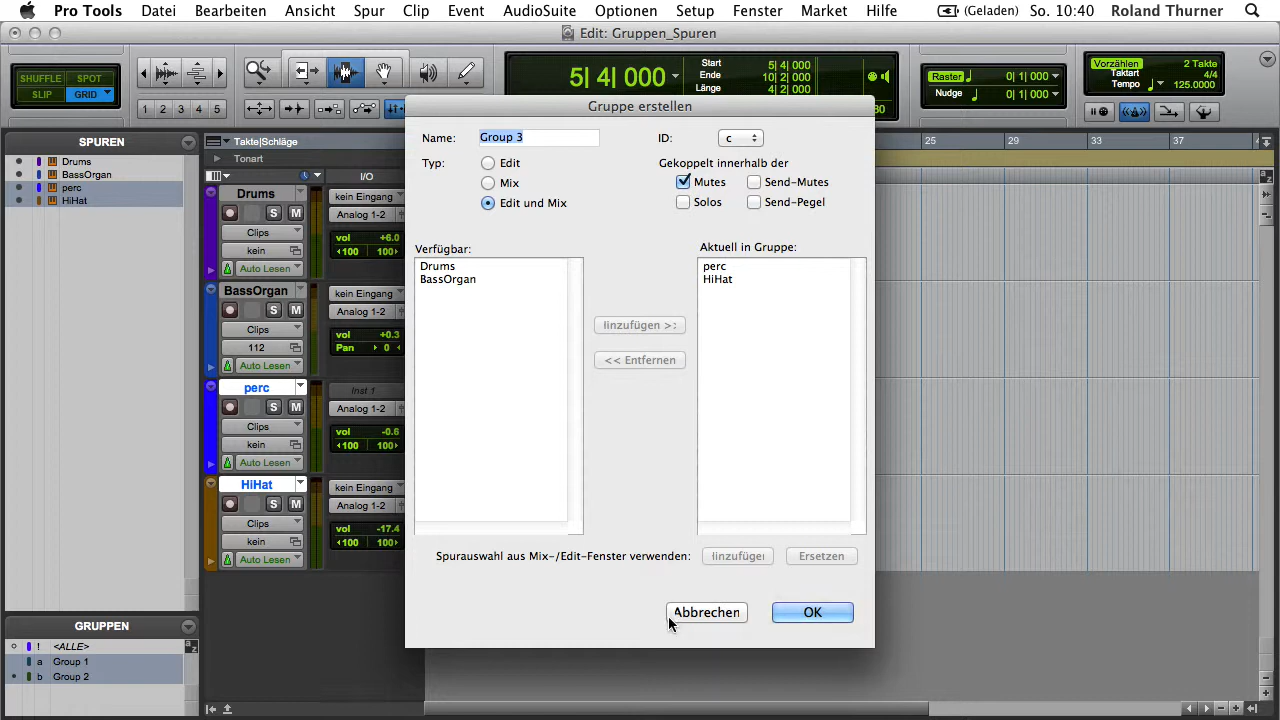 Pro Tools Datei Bearbeiten Ansicht Spur Clip Event AudioSuite Optionen Setup Fenster Market Hilfe (Geladen) So. 10:40 Roland Thurner
Edit: Gruppen_Spuren
SHUFFLE SPOT
SLIP GRID
1 2 3 4 5
5| 4| 000
Start 5| 4| 000
Ende 10| 2| 000
Länge 4| 2| 000
80
Raster 0| 1| 000
Nudge 0| 1| 000
Vorzählen 2 Takte
Taktart 4/4
Tempo 125.0000
SPUREN
Drums
BassOrgan
perc
HiHat
Takte|Schläge
25 29 33 37
Tonart
I/O
Drums
kein Eingang
S M
Analog 1-2
Clips
vol +6.0
kein
100 100
Auto Lesen
BassOrgan
kein Eingang
S M
Analog 1-2
Clips
vol +0.3
112
Pan 0
Auto Lesen
perc
Inst 1
S M
Analog 1-2
Clips
vol -0.6
kein
100 100
Auto Lesen
HiHat
kein Eingang
S M
Analog 1-2
Clips
vol -17.4
kein
100 100
Auto Lesen
GRUPPEN
! <ALLE>
a Group 1
b Group 2
Gruppe erstellen
Name: Group 3
ID: c
Typ: Edit
Mix
Edit und Mix
Gekoppelt innerhalb der
Mutes Send-Mutes
Solos Send-Pegel
Verfügbar:
Drums
BassOrgan
linzufügen >>
<< Entfernen
Aktuell in Gruppe:
perc
HiHat
Spurauswahl aus Mix-/Edit-Fenster verwenden: linzufüger Ersetzen
Abbrechen OK